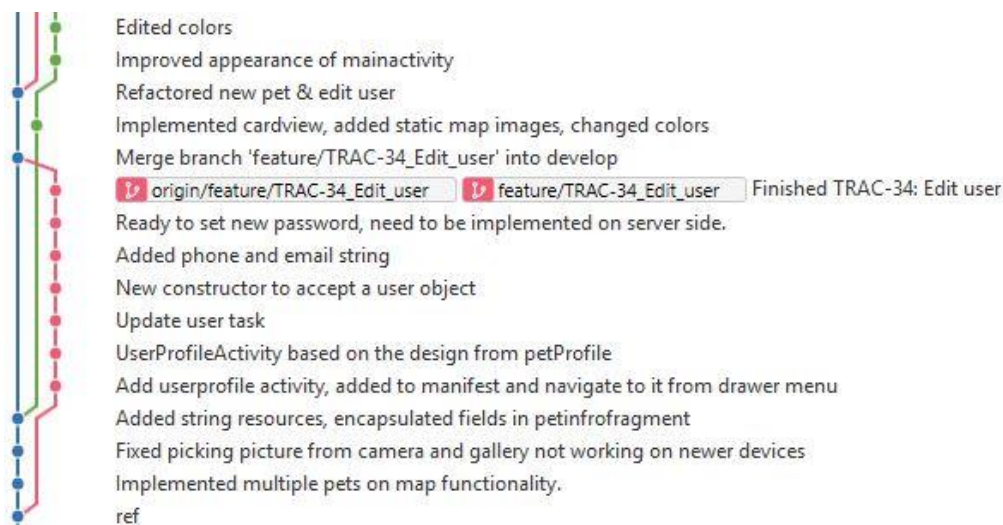 Edited colors
Improved appearance of mainactivity
Refactored new pet & edit user
Implemented cardview, added static map images, changed colors
Merge branch 'feature/TRAC-34_Edit_user' into develop
origin/feature/TRAC-34_Edit_user feature/TRAC-34_Edit_user Finished TRAC-34: Edit user
Ready to set new password, need to be implemented on server side.
Added phone and email string
New constructor to accept a user object
Update user task
UserProfileActivity based on the design from petProfile
Add userprofile activity, added to manifest and navigate to it from drawer menu
Added string resources, encapsulated fields in petinfrofragment
Fixed picking picture from camera and gallery not working on newer devices
Implemented multiple pets on map functionality.
ref